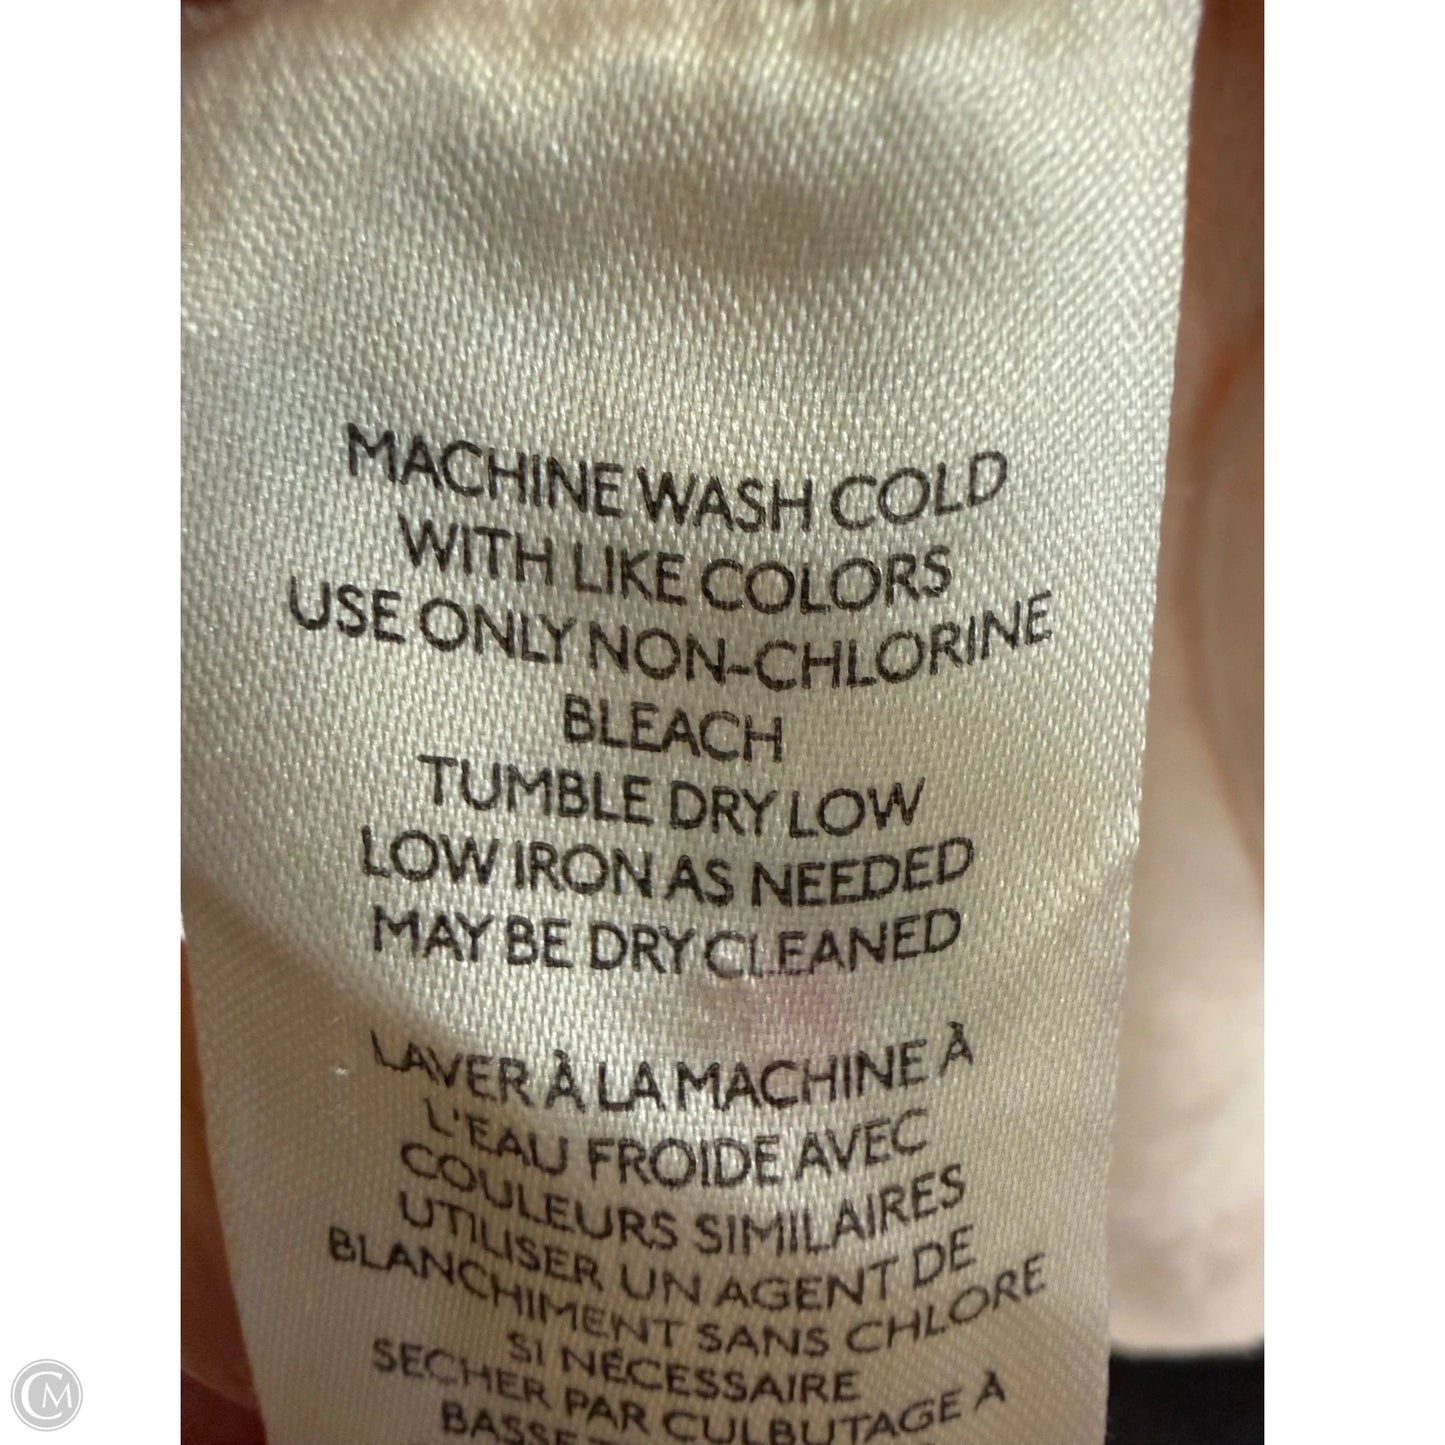 MACHINE WASH COLD
WITH LIKE COLORS
USE ONLY NON-CHLORINE
BLEACH
TUMBLE DRY LOW
LOW IRON AS NEEDED
MAY BE DRY CLEANED
LAVER À LA MACHINE À
L'EAU FROIDE AVEC
COULEURS SIMILAIRES
UTILISER UN AGENT DE
BLANCHIMENT SANS CHLORE
SI NÉCESSAIRE
SECHER PAR CULBUTAGE À
CM